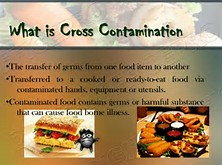 What is Cross Contamination
•The transfer of germs from one food item to another
•Transferred to a cooked or ready-to-eat food via
contaminated hands, equipment or utensils.
•Contaminated food contams germs or harmful substance
that can cause food borne illness.